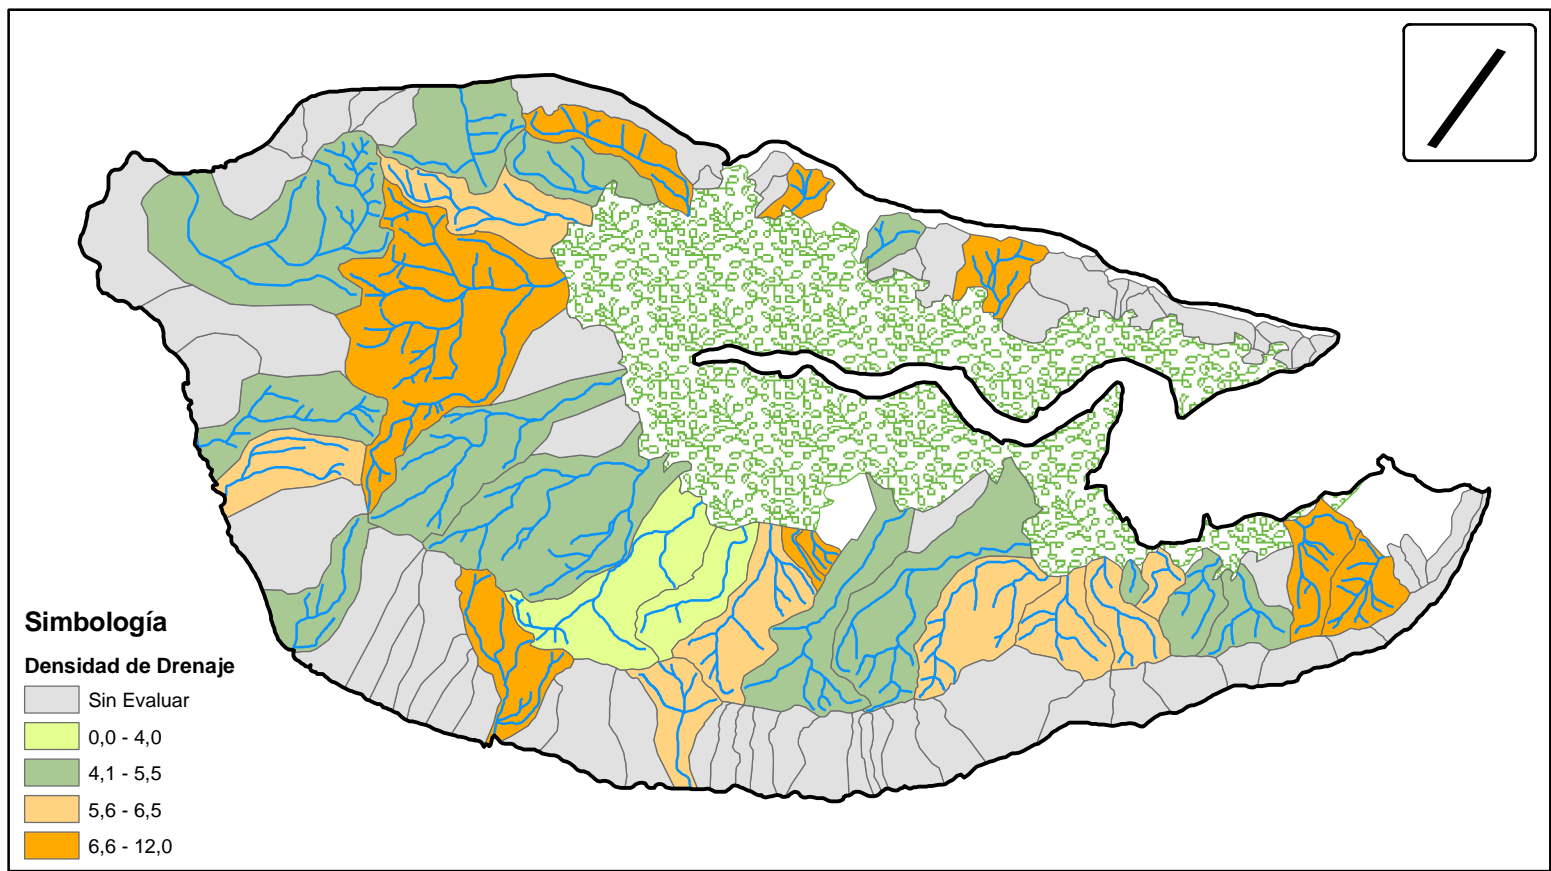 Simbología
Densidad de Drenaje
Sin Evaluar
0,0 - 4,0
4,1 - 5,5
5,6 - 6,5
6,6 - 12,0